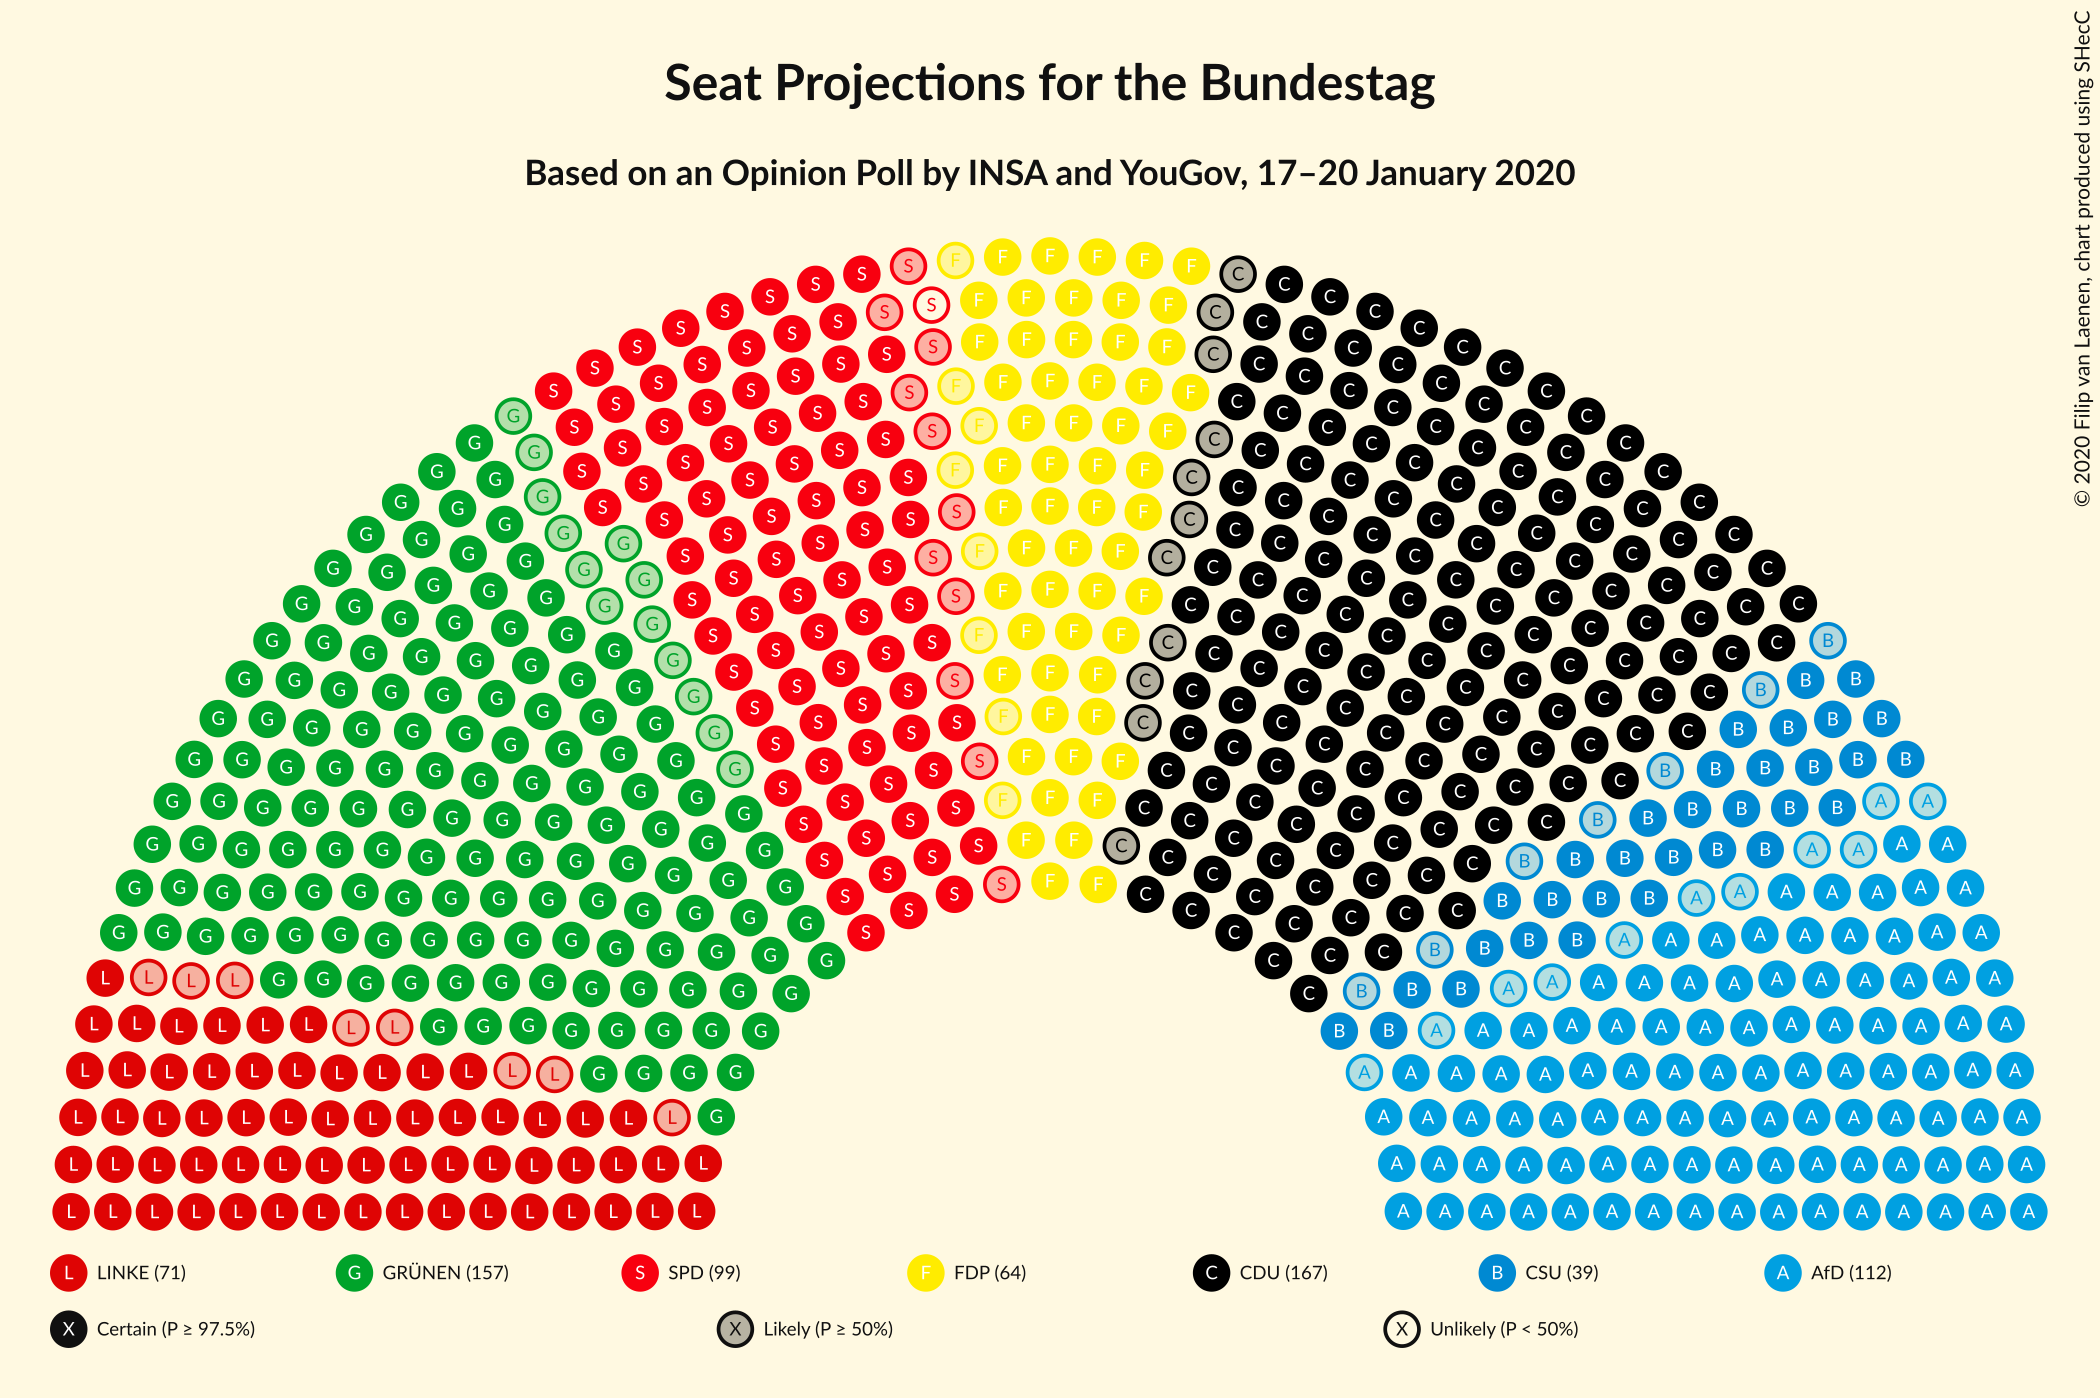 Seat Projections for the Bundestag
Based on an Opinion Poll by INSA and YouGov, 17–20 January 2020
© 2020 Filip van Laenen, chart produced using SHecC
L LINKE (71) G GRÜNEN (157) S SPD (99) F FDP (64) C CDU (167) B CSU (39) A AfD (112)
X Certain (P ≥ 97.5%) X Likely (P ≥ 50%) X Unlikely (P < 50%)